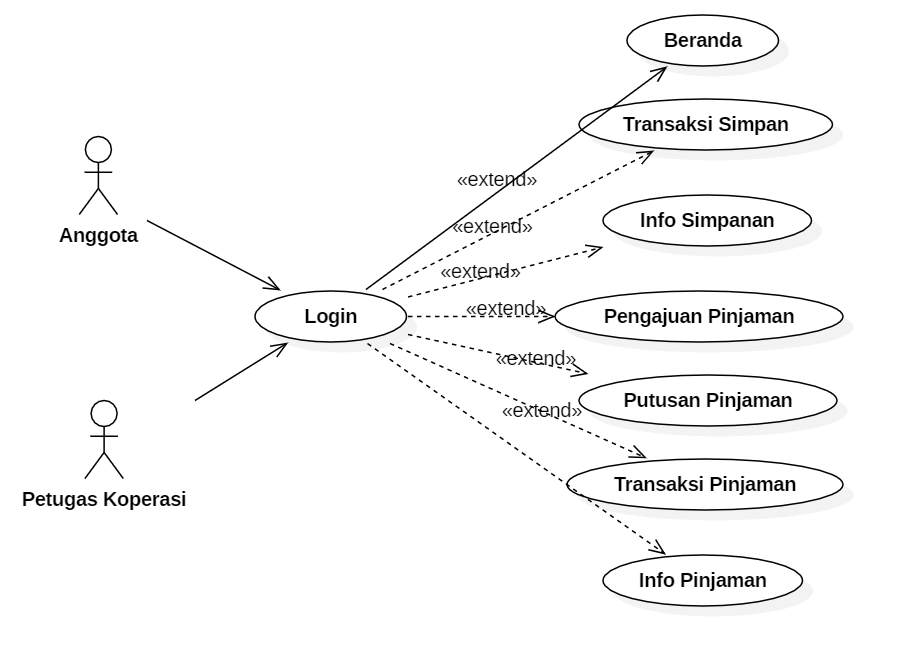 Beranda
Transaksi Simpan
«extend»
Info Simpanan
«extend»
Anggota
«extend»
«extend»
Login
Pengajuan Pinjaman
«extend»
Putusan Pinjaman
«extend»
Transaksi Pinjaman
Petugas Koperasi
Info Pinjaman